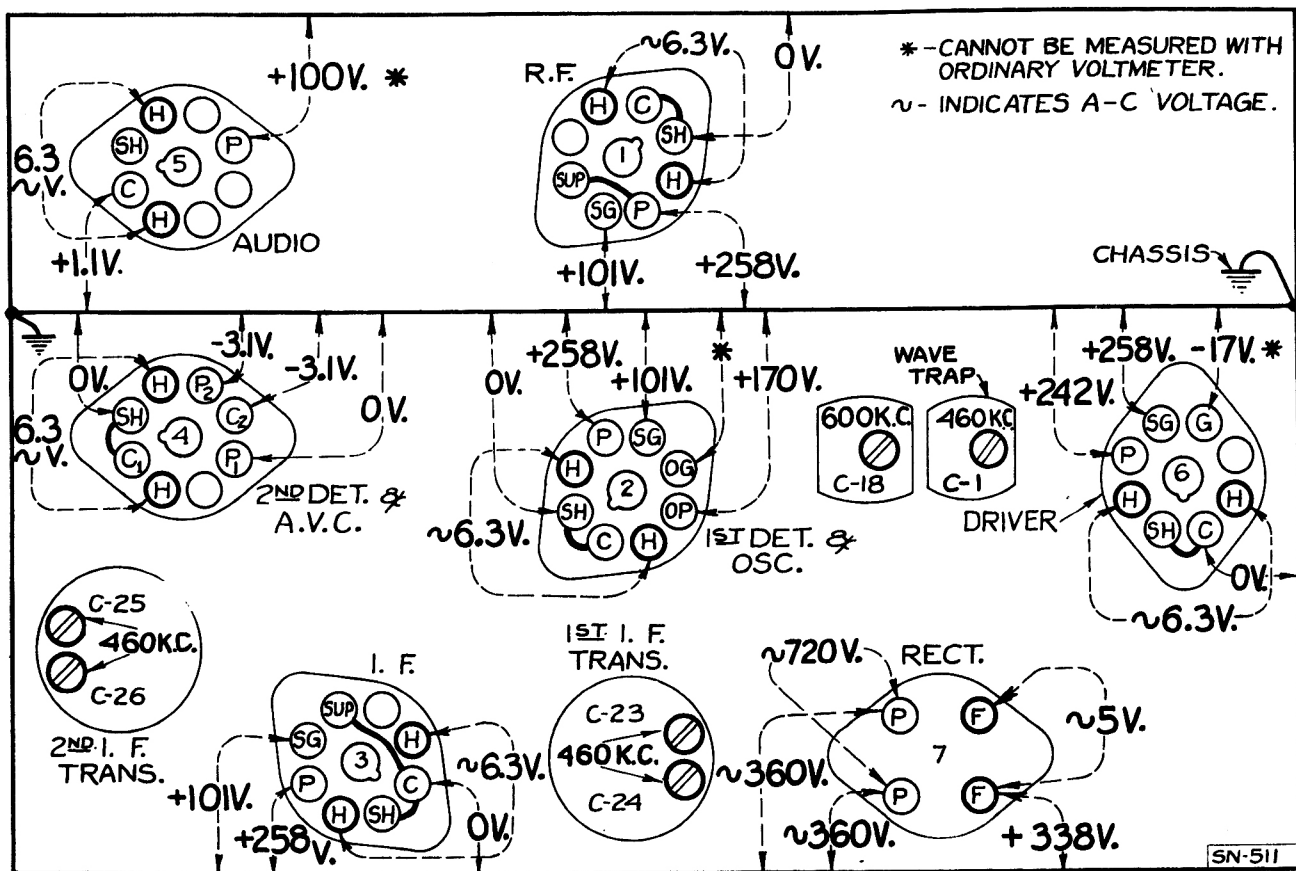 * - CANNOT BE MEASURED WITH
ORDINARY VOLTMETER.
~ - INDICATES A-C VOLTAGE.
+100V. *
H
SH
P
5
C
H
6.3
~V.
AUDIO
+1.1V.
R.F.
~6.3V.
0V.
H
C
SH
1
SUP
H
SG
P
+101V.
+258V.
CHASSIS
-3.1V.
-3.1V.
0V.
0V.
H
P2
SH
C2
4
C1
P1
H
6.3
~V.
2ND DET. &
A.V.C.
+258V.
*
+101V.
+170V.
0V.
P
SG
H
OG
2
SH
OP
C
H
~6.3V.
1ST DET. &
OSC.
WAVE
TRAP
600K.C.
C-18
460K.C.
C-1
+258V.
-17V. *
+242V.
SG
G
P
6
H
H
SH
C
DRIVER
0V.
~6.3V.
C-25
460K.C.
C-26
2ND. I. F.
TRANS.
I. F.
SUP
SG
H
3
P
C
H
SH
+101V.
+258V.
~6.3V.
0V.
1ST. I. F.
TRANS.
C-23
460K.C.
C-24
~720V.
RECT.
P
F
7
P
F
~5V.
~360V.
~360V.
+338V.
SN-511